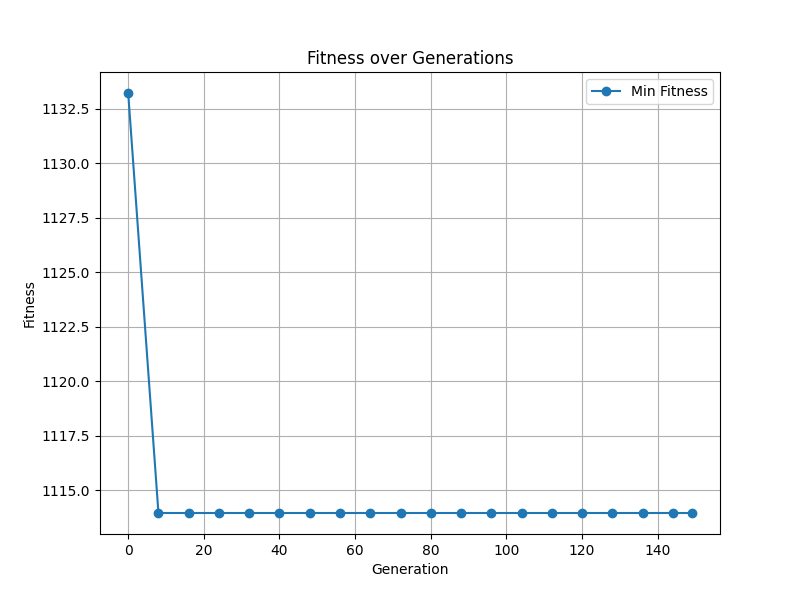 Fitness over Generations
Min Fitness
1132.5
1130.0
1127.5
1125.0
1122.5
1120.0
1117.5
1115.0
Fitness
0 20 40 60 80 100 120 140
Generation